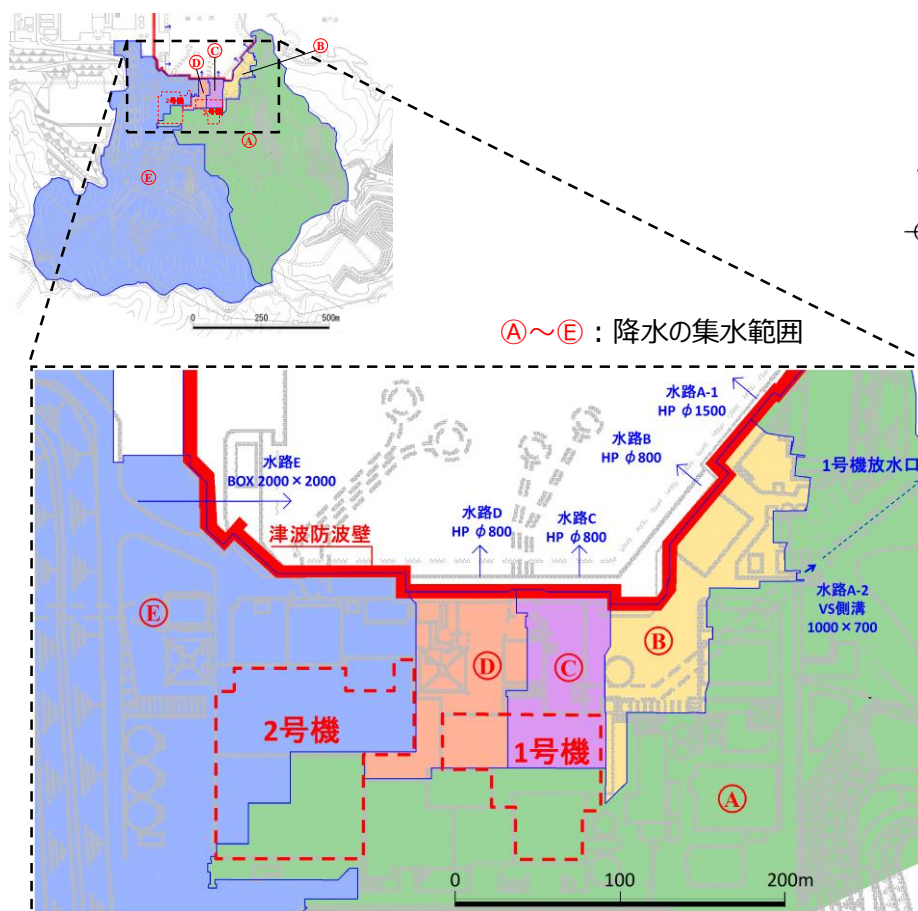 Ⓒ
Ⓑ
Ⓓ
2号機
Ⓐ
Ⓔ
0 250 500m
Ⓐ～Ⓔ：降水の集水範囲
水路A-1
HP φ1500
水路B
HP φ800
1号機放水口
水路E
BOX 2000×2000
水路D
HP φ800
水路C
HP φ800
津波防波壁
水路A-2
VS側溝
1000×700
Ⓔ
Ⓓ
Ⓒ
Ⓑ
2号機
1号機
Ⓐ
0 100 200m